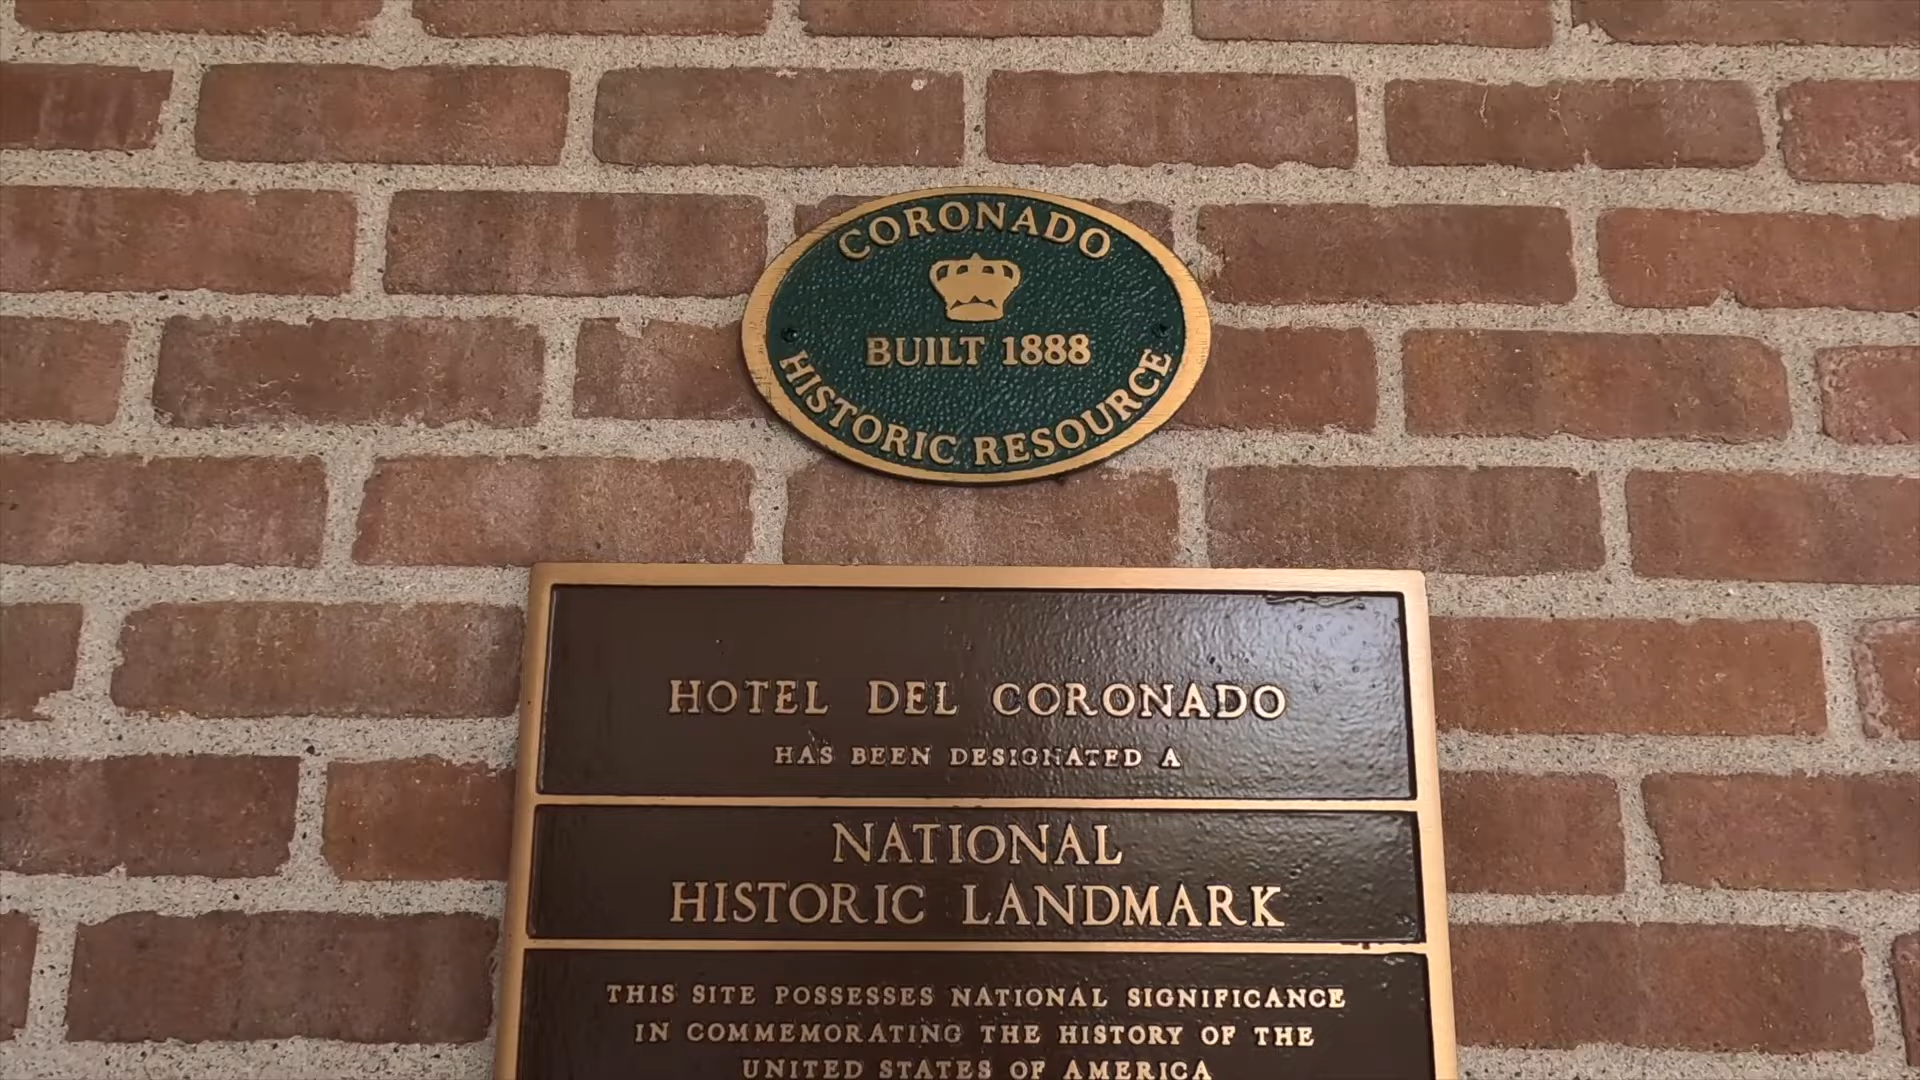 CORONADO
BUILT 1888
HISTORIC RESOURCE
HOTEL DEL CORONADO
HAS BEEN DESIGNATED A
NATIONAL
HISTORIC LANDMARK
THIS SITE POSSESSES NATIONAL SIGNIFICANCE
IN COMMEMORATING THE HISTORY OF THE
UNITED STATES OF AMERICA